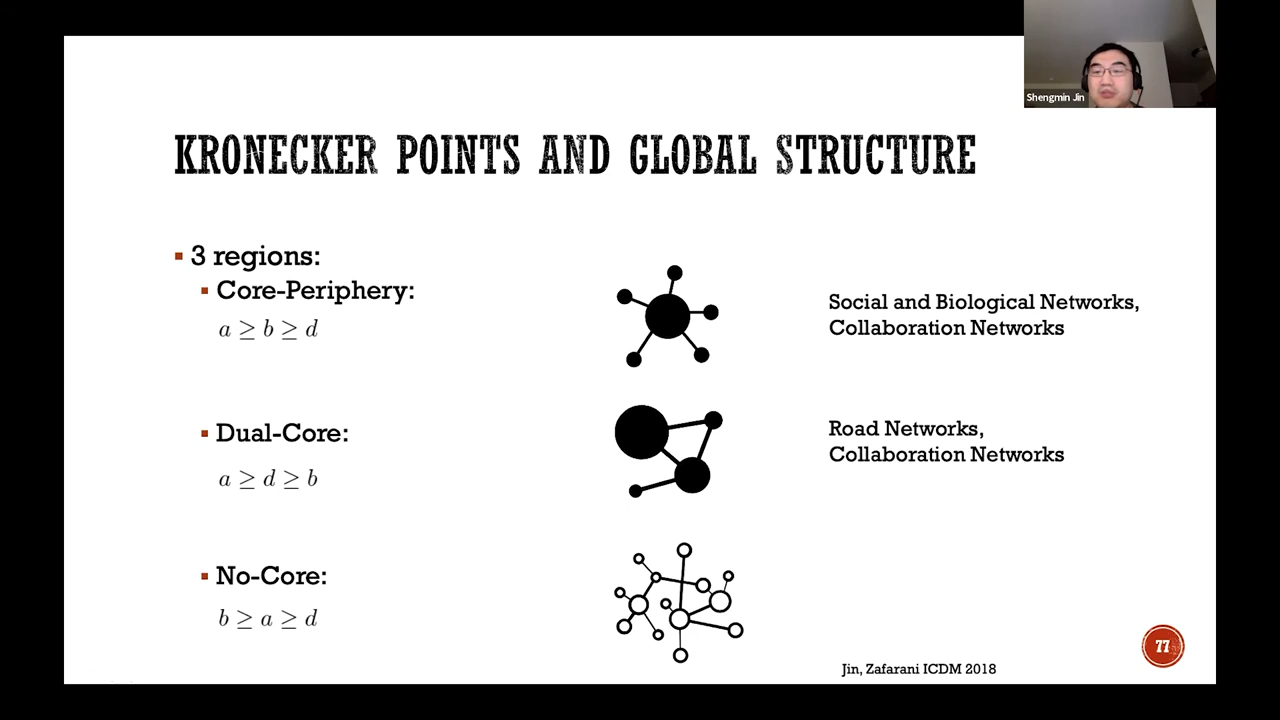 Shengmin Jin
KRONECKER POINTS AND GLOBAL STRUCTURE
3 regions:
Core-Periphery:
a ≥ b ≥ d
Social and Biological Networks,
Collaboration Networks
Dual-Core:
a ≥ d ≥ b
Road Networks,
Collaboration Networks
No-Core:
b ≥ a ≥ d
77
Jin, Zafarani ICDM 2018